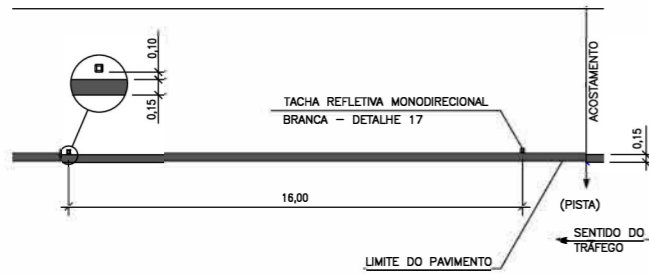 0,10
0,15
TACHA REFLETIVA MONODIRECIONAL
BRANCA – DETALHE 17
ACOSTAMENTO
0,15
16,00
(PISTA)
SENTIDO DO
TRÁFEGO
LIMITE DO PAVIMENTO